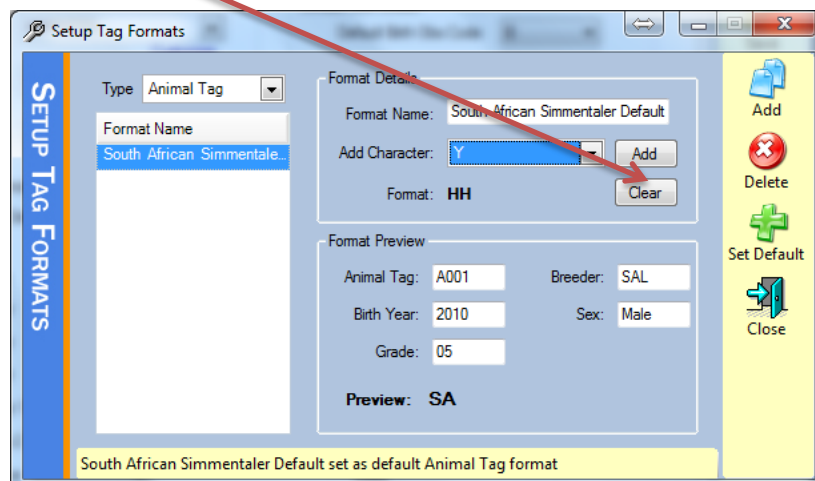 Setup Tag Formats
SETUP TAG FORMATS
Type Animal Tag
Format Name
South African Simmentale...
Format Details
Format Name: South African Simmentaler Default
Add Character: Y Add
Format: HH Clear
Format Preview
Animal Tag: A001 Breeder: SAL
Birth Year: 2010 Sex: Male
Grade: 05
Preview: SA
Add
Delete
Set Default
Close
South African Simmentaler Default set as default Animal Tag format